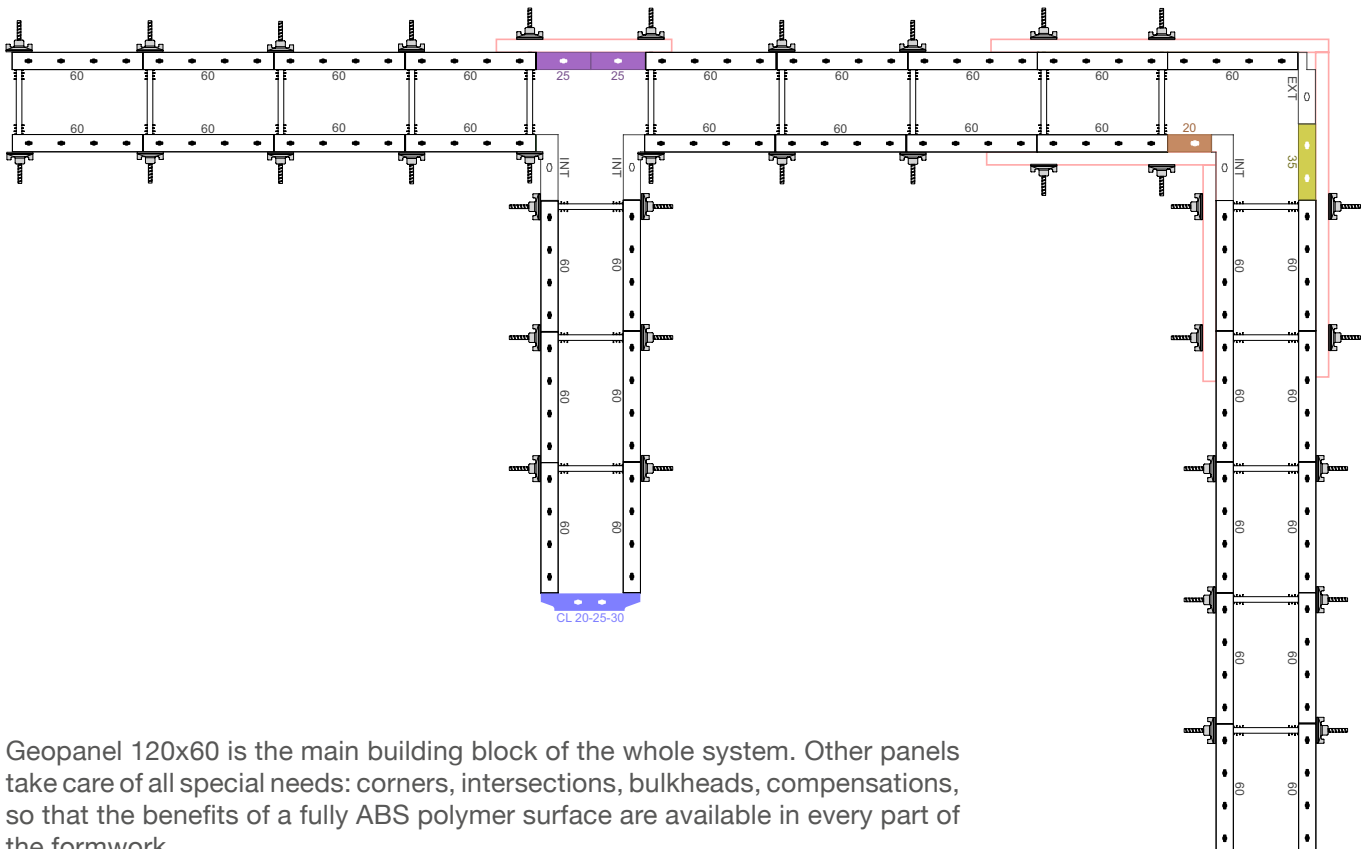 60 60 60 60 25 25 60 60 60 60 60
EXT 0
60 60 60 60 60 60 60 60 20
35
0 INT INT 0 0 INT
60 60 60 60
60 60 60 60
60 60 60 60
CL 20-25-30
60 60
60 60
Geopanel 120x60 is the main building block of the whole system. Other panels
take care of all special needs: corners, intersections, bulkheads, compensations,
so that the benefits of a fully ABS polymer surface are available in every part of
the formwork